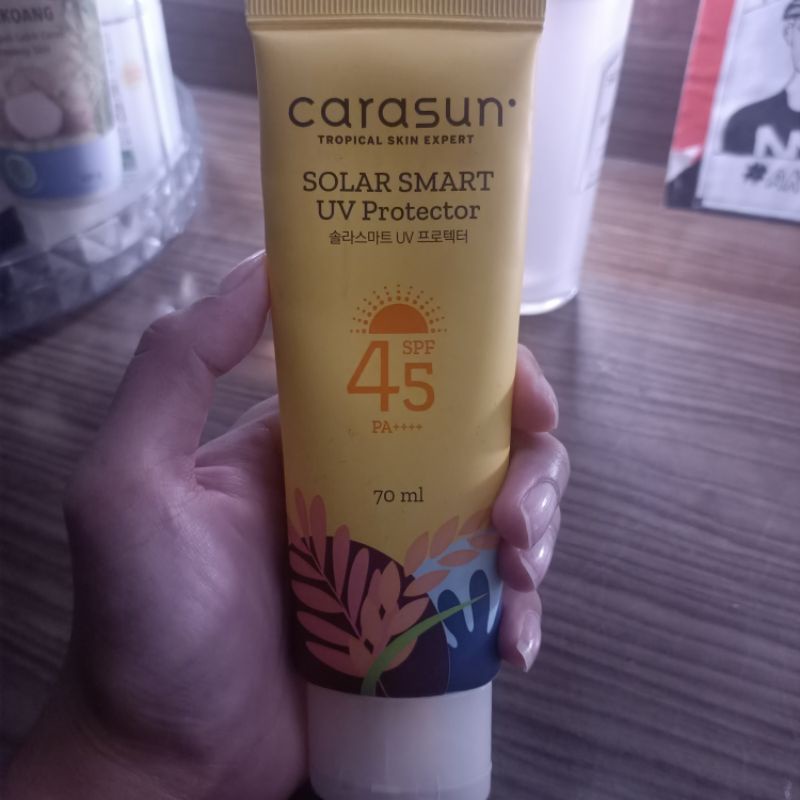 carasun
TROPICAL SKIN EXPERT
SOLAR SMART
UV Protector
솔라스마트 UV 프로텍터
45
SPF
PA++++
70 ml
KOANG